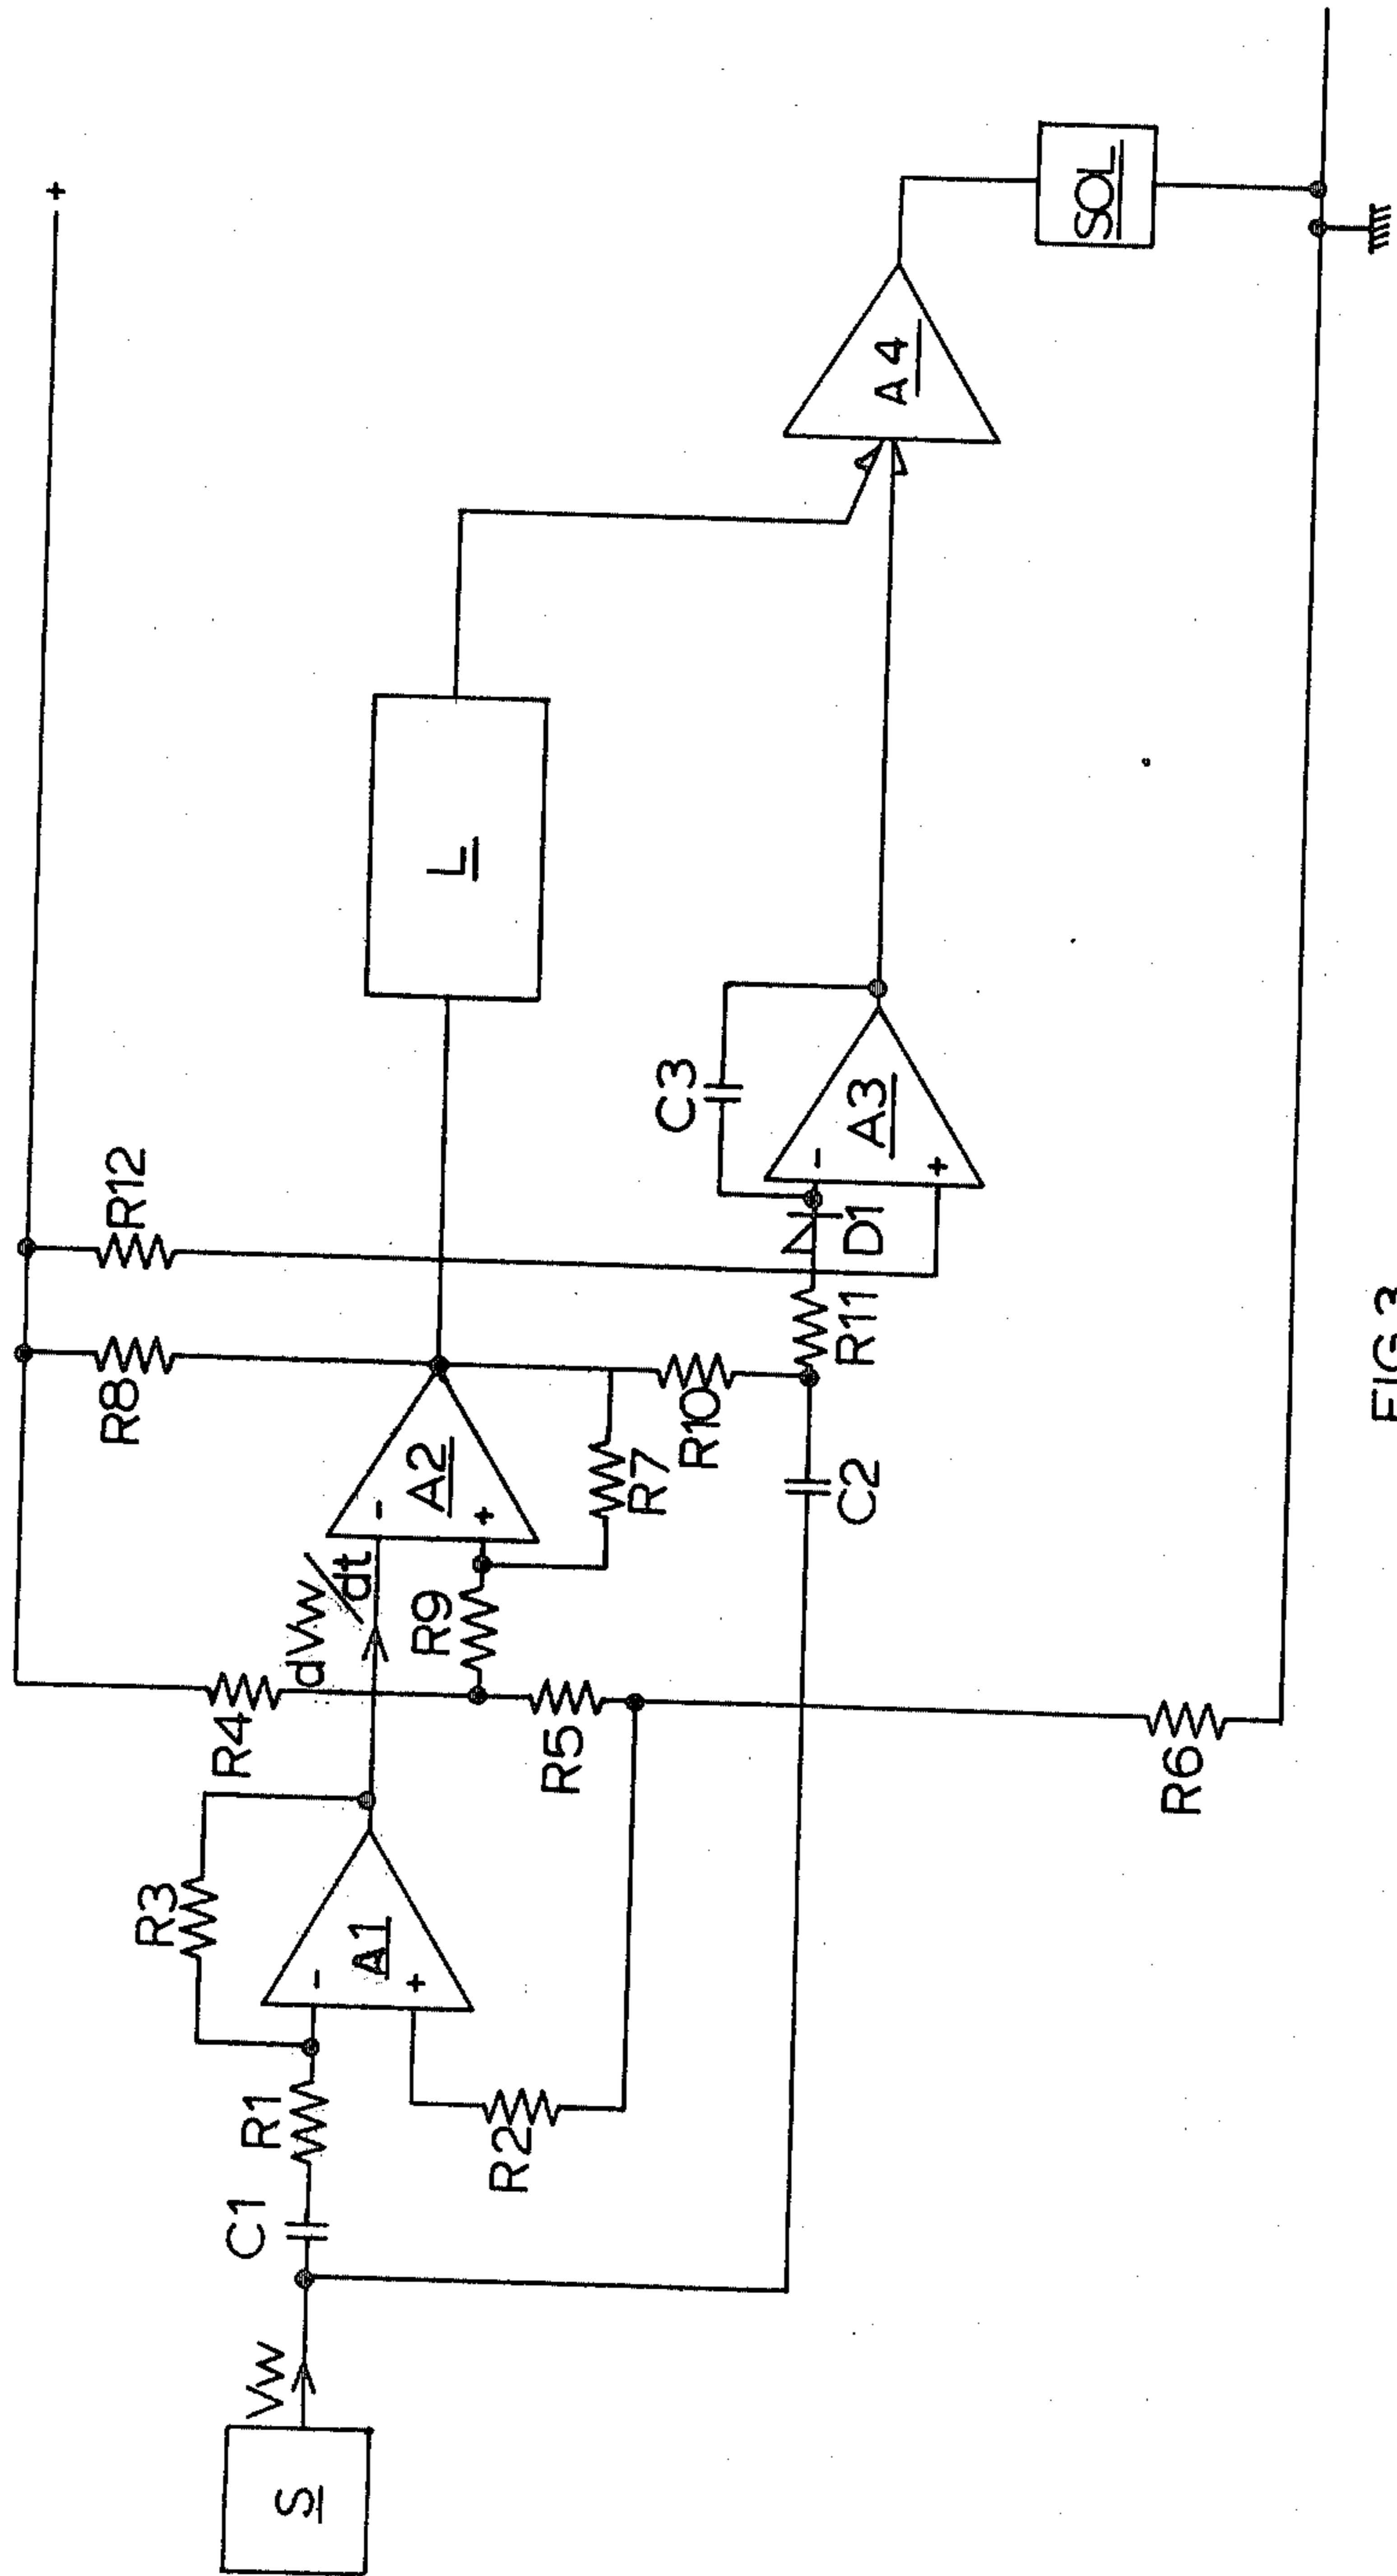 S
Vw
C1
R1
R3
A1
R2
R4
dVw/dt
R9
R5
R6
A2
-
+
R7
R8
R10
C2
R11
D1
R12
C3
A3
-
+
L
A4
SOL
+
-
+
FIG.3